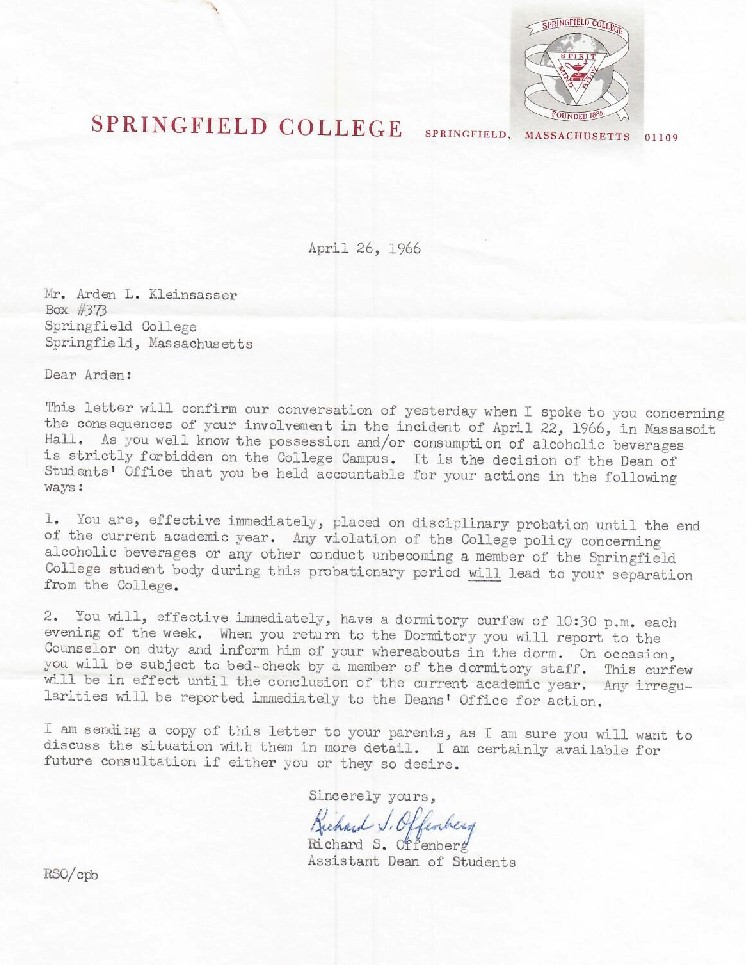 SPRINGFIELD COLLEGE
SPIRIT
MIND
BODY
FOUNDED 1885
SPRINGFIELD COLLEGE SPRINGFIELD, MASSACHUSETTS 01109
April 26, 1966
Mr. Arden L. Kleinsasser
Box #373
Springfield College
Springfield, Massachusetts
Dear Arden:
This letter will confirm our conversation of yesterday when I spoke to you concerning
the consequences of your involvement in the incident of April 22, 1966, in Massasoit
Hall. As you well know the possession and/or consumption of alcoholic beverages
is strictly forbidden on the College Campus. It is the decision of the Dean of
Students' Office that you be held accountable for your actions in the following
ways:
1. You are, effective immediately, placed on disciplinary probation until the end
of the current academic year. Any violation of the College policy concerning
alcoholic beverages or any other conduct unbecoming a member of the Springfield
College student body during this probationary period will lead to your separation
from the College.
2. You will, effective immediately, have a dormitory curfew of 10:30 p.m. each
evening of the week. When you return to the Dormitory you will report to the
Counselor on duty and inform him of your whereabouts in the dorm. On occasion,
you will be subject to bed-check by a member of the dormitory staff. This curfew
will be in effect until the conclusion of the current academic year. Any irregu-
larities will be reported immediately to the Deans' Office for action.
I am sending a copy of this letter to your parents, as I am sure you will want to
discuss the situation with them in more detail. I am certainly available for
future consultation if either you or they so desire.
Sincerely yours,
Richard S. Offenberg
Richard S. Offenberg
Assistant Dean of Students
RSO/cpb